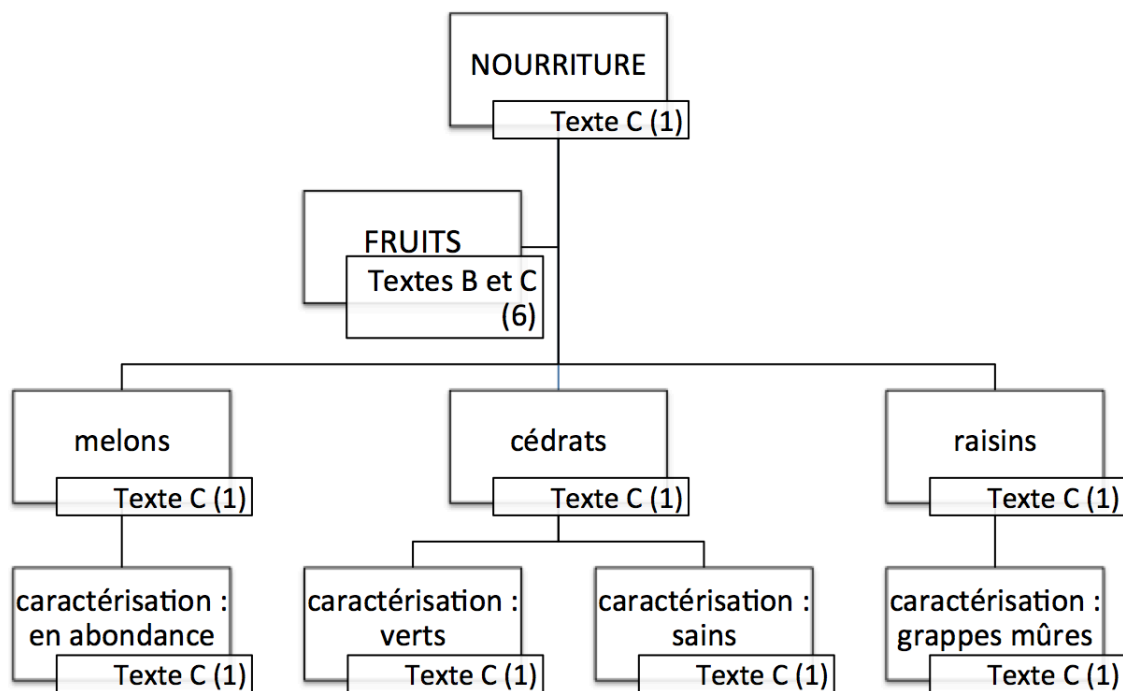 NOURRITURE
Texte C (1)
FRUITS
Textes B et C
(6)
melons
Texte C (1)
cédrats
Texte C (1)
raisins
Texte C (1)
caractérisation :
en abondance
Texte C (1)
caractérisation :
verts
Texte C (1)
caractérisation :
sains
Texte C (1)
caractérisation :
grappes mûres
Texte C (1)